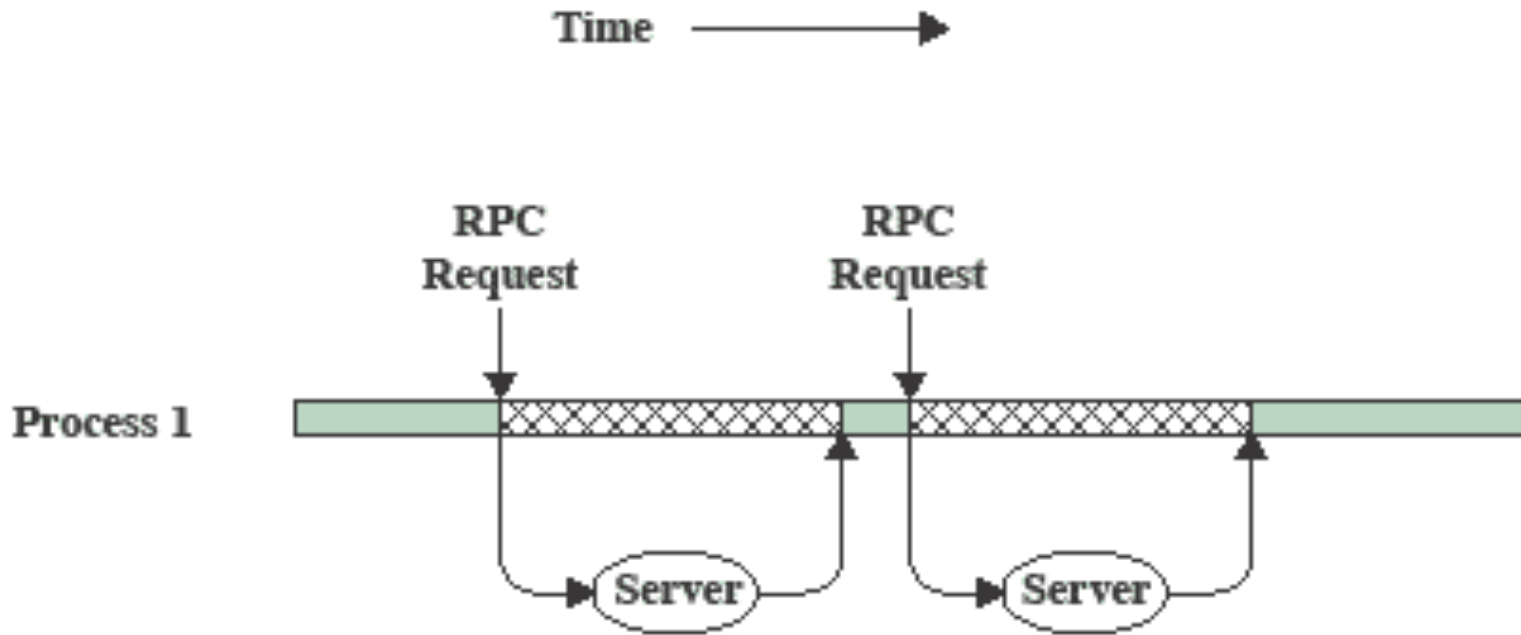 Time
RPC
Request
RPC
Request
Process 1
Server
Server